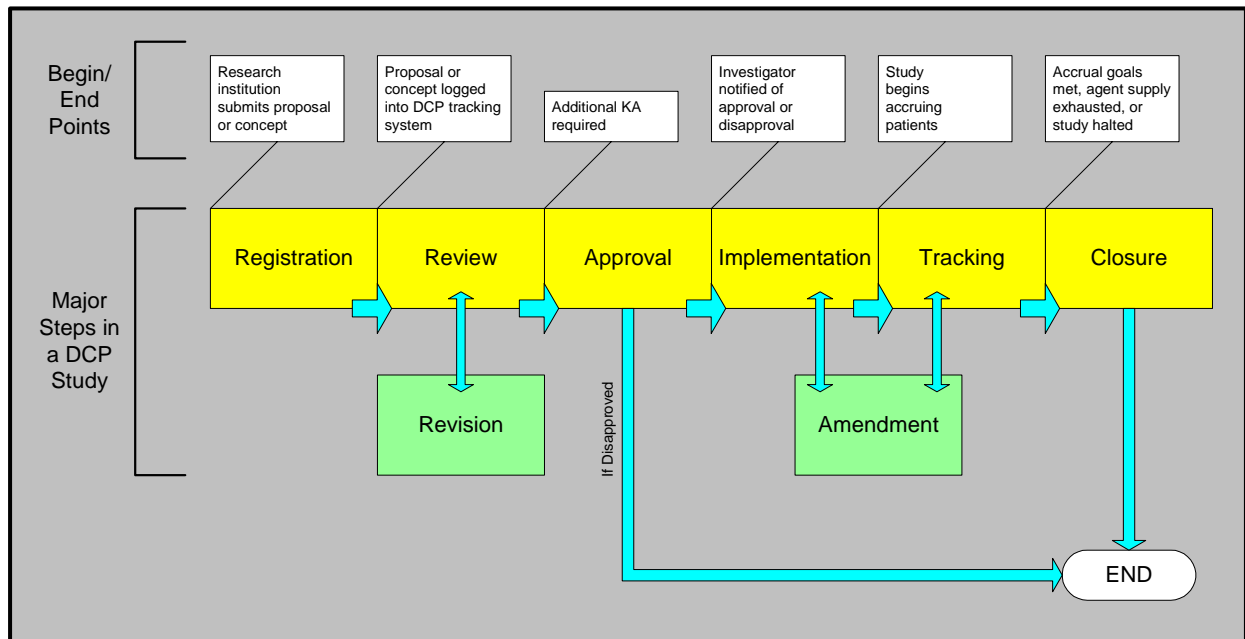 Begin/
End
Points
Research
institution
submits proposal
or concept
Proposal or
concept logged
into DCP tracking
system
Additional KA
required
Investigator
notified of
approval or
disapproval
Study
begins
accruing
patients
Accrual goals
met, agent supply
exhausted, or
study halted
Major
Steps in
a DCP
Study
Registration
Review
Approval
Implementation
Tracking
Closure
Revision
If Disapproved
Amendment
END